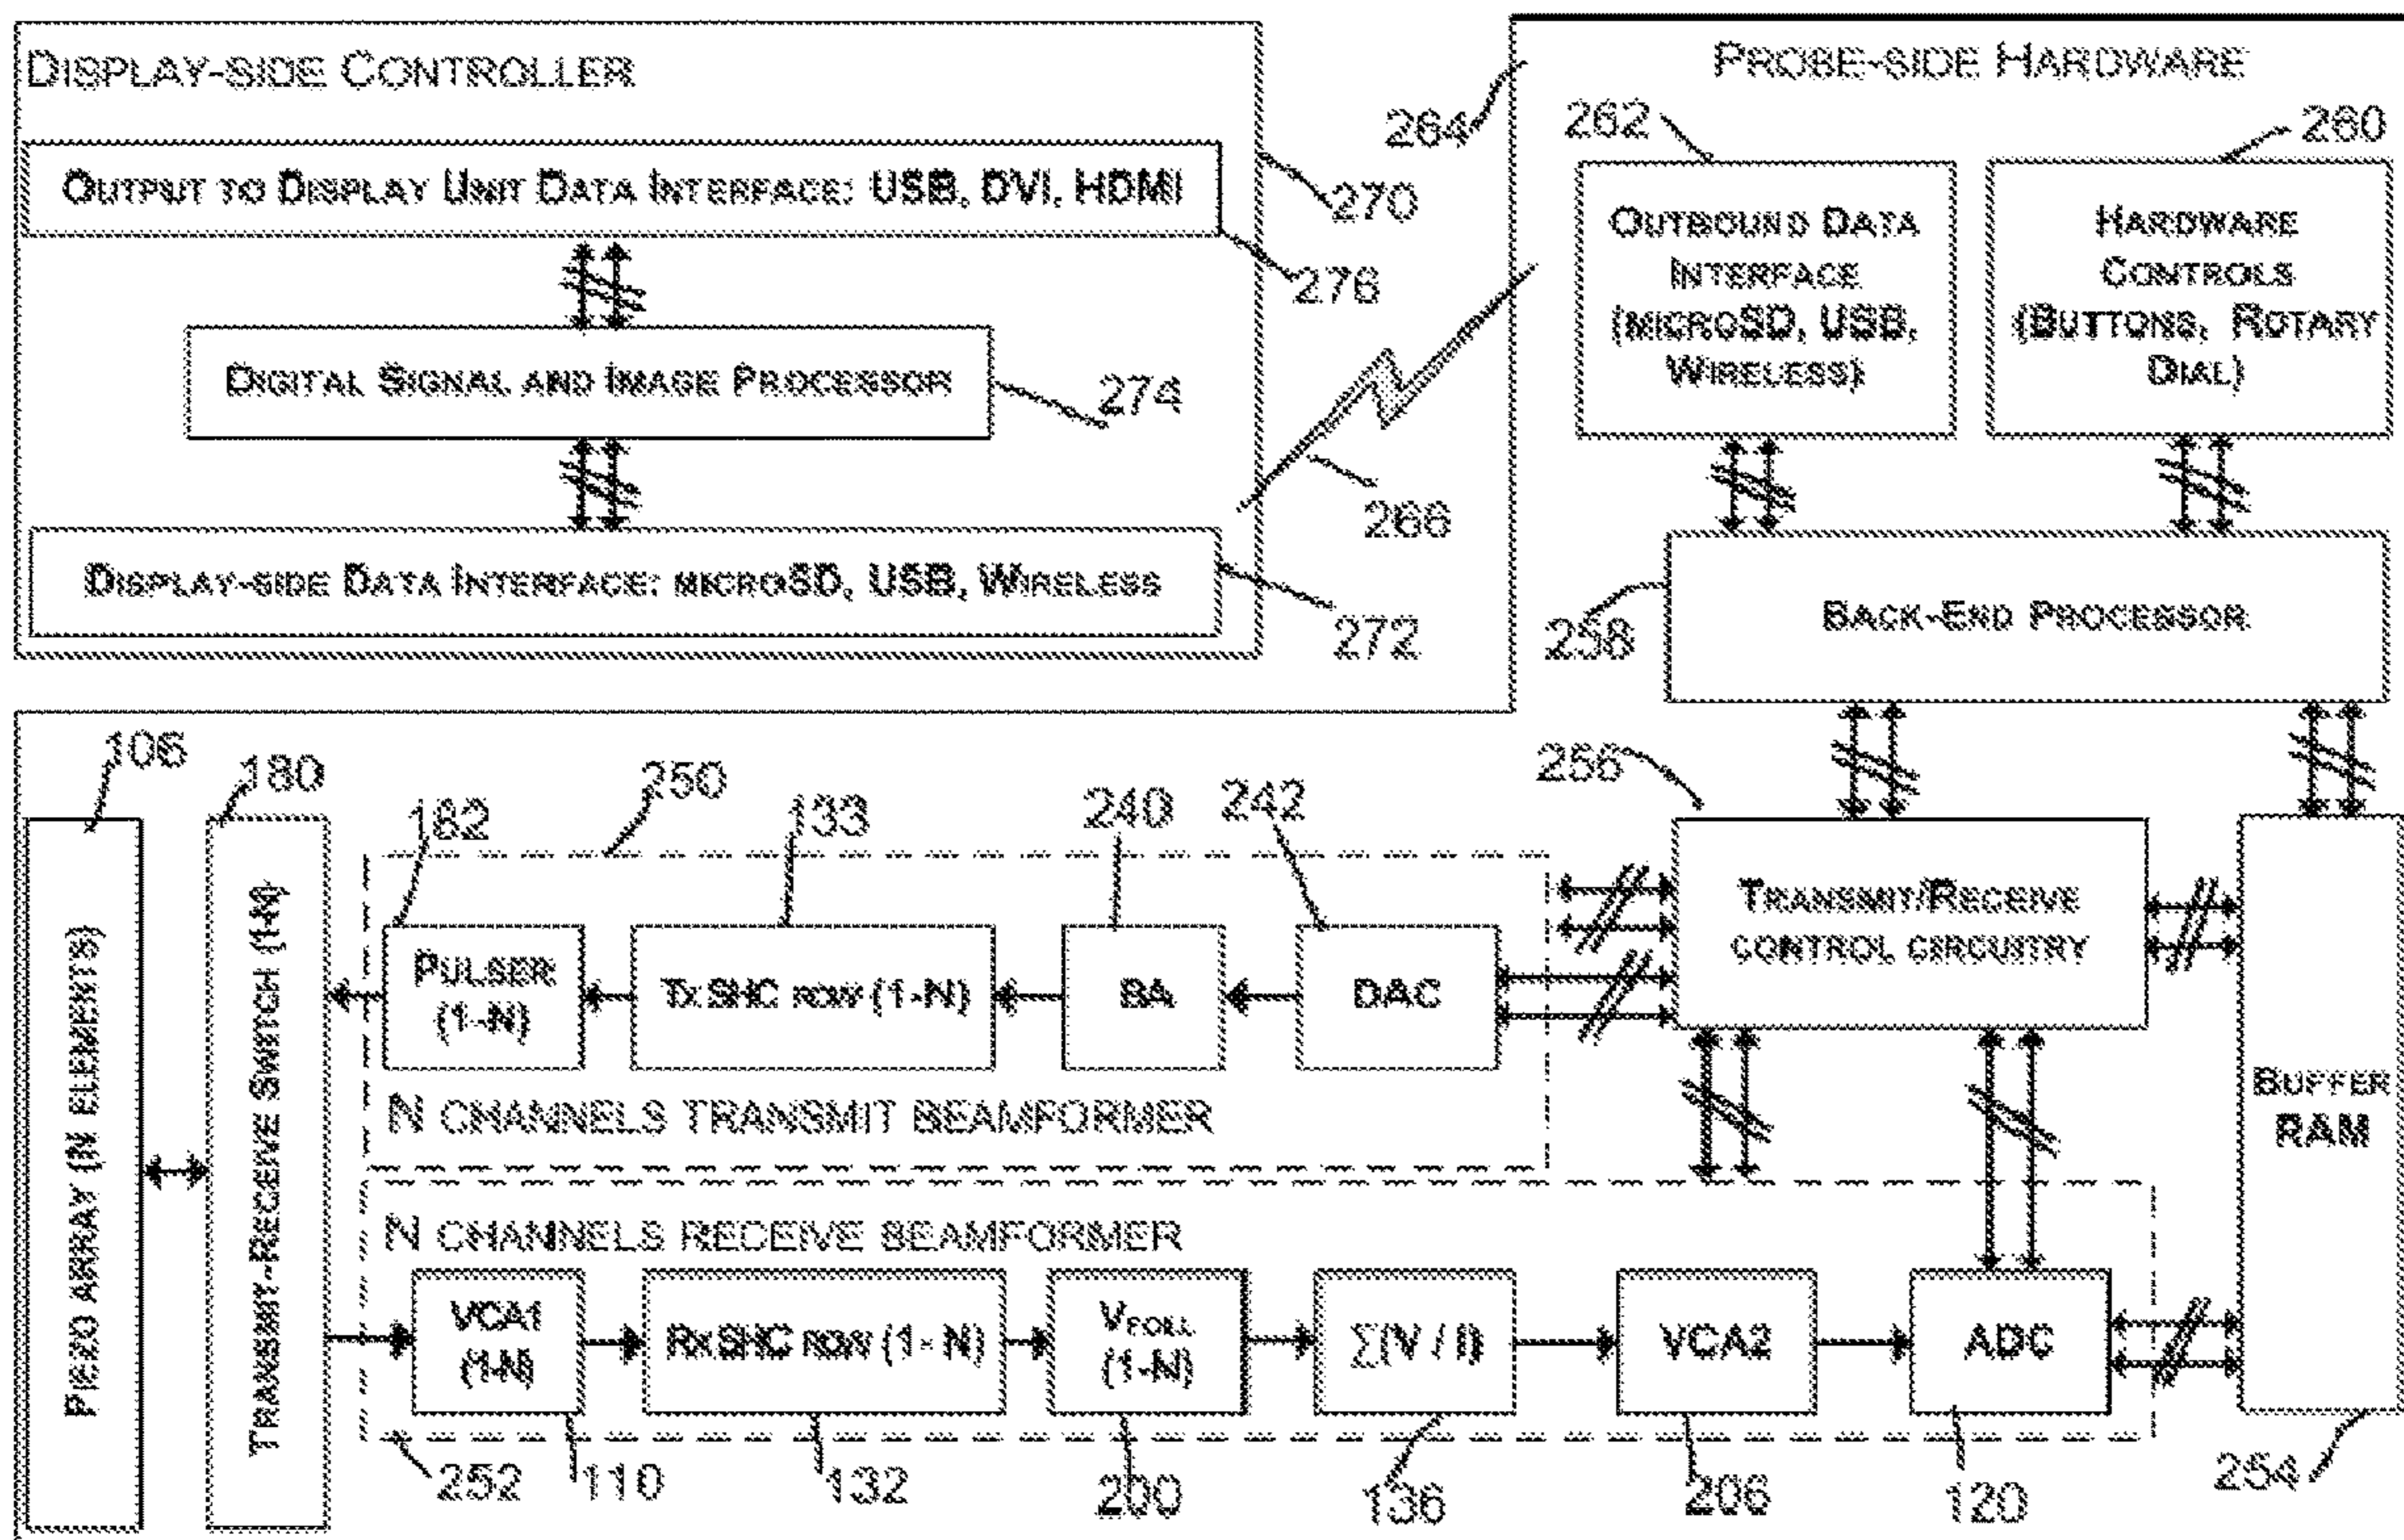 DISPLAY-SIDE CONTROLLER
OUTPUT TO DISPLAY UNIT DATA INTERFACE: USB, DVI, HDMI
270
276
DIGITAL SIGNAL AND IMAGE PROCESSOR
274
266
DISPLAY-SIDE DATA INTERFACE: MICROSD, USB, WIRELESS
272
PROBE-SIDE HARDWARE
264
262
260
OUTBOUND DATA
INTERFACE
(MICROSD, USB,
WIRELESS)
HARDWARE
CONTROLS
(BUTTONS, ROTARY
DIAL)
258
BACK-END PROCESSOR
106
180
182
250
133
240
242
256
PIEZO ARRAY (N ELEMENTS)
TRANSMIT-RECEIVE SWITCH (1-N)
PULSER
(1-N)
TX SHC ROW (1-N)
BA
DAC
N CHANNELS TRANSMIT BEAMFORMER
TRANSMIT/RECEIVE
CONTROL CIRCUITRY
BUFFER
RAM
N CHANNELS RECEIVE BEAMFORMER
VCA1
(1-N)
RX SHC ROW (1-N)
VFOLL
(1-N)
∑(V / I)
VCA2
ADC
252
110
132
200
136
206
120
254